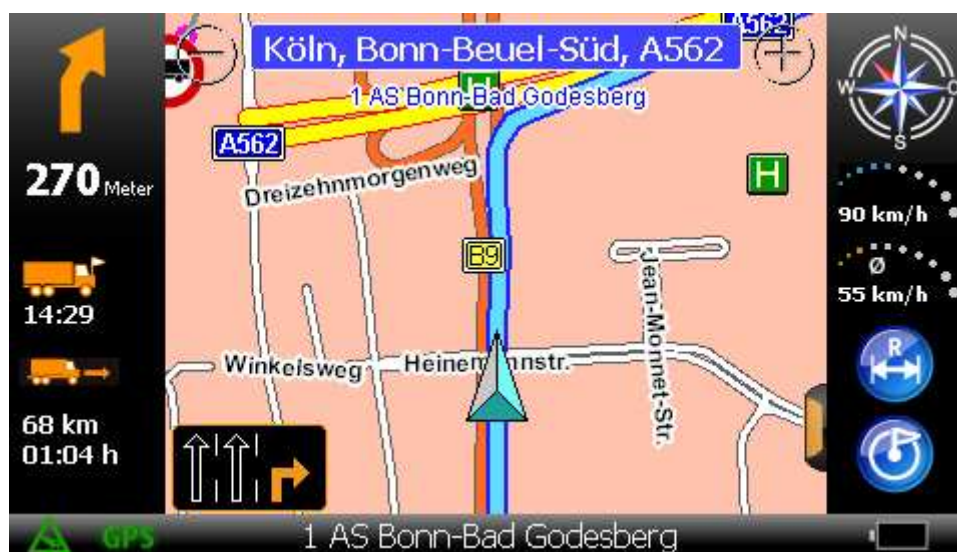 Köln, Bonn-Beuel-Süd, A562
A562
1 AS Bonn-Bad Godesberg
H
A562
Dreizehnmorgenweg
H
B9
Jean-Monnet-Str.
Winkelsweg
270 Meter
14:29
68 km
01:04 h
N
W
O
S
90 km/h
Ø
55 km/h
R
GPS
1 AS Bonn-Bad Godesberg